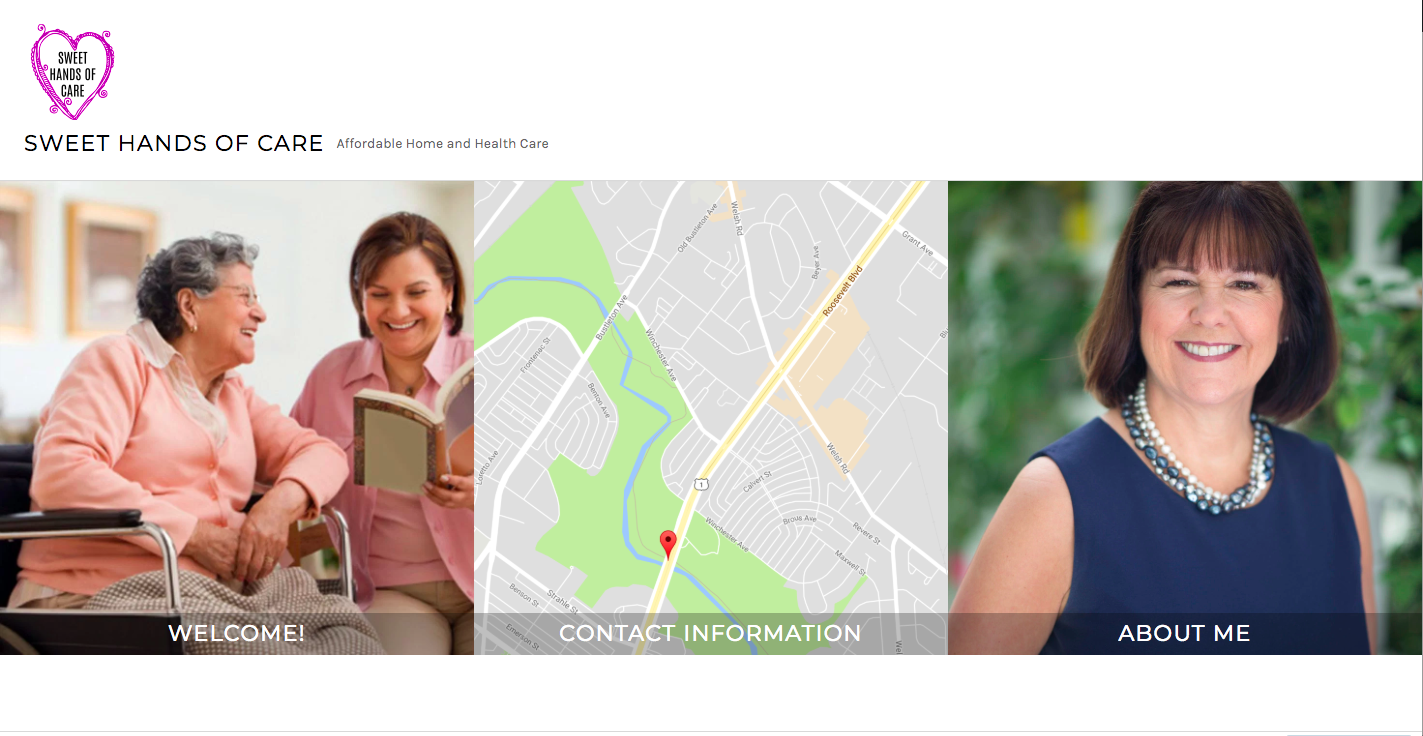 SWEET
HANDS OF
CARE
SWEET HANDS OF CARE
Affordable Home and Health Care
Old Bustleton Ave
Welsh Rd
Grant Ave
Beyer Ave
Roosevelt Blvd
Bustleton Ave
Winchester Ave
Frontenac St
Benton Ave
Loretto Ave
Welsh Rd
1
Calvert St
Brous Ave
Revere St
Winchester Ave
Maxwell St
Benson St
Strahle St
Emerson St
WELCOME!
CONTACT INFORMATION
ABOUT ME